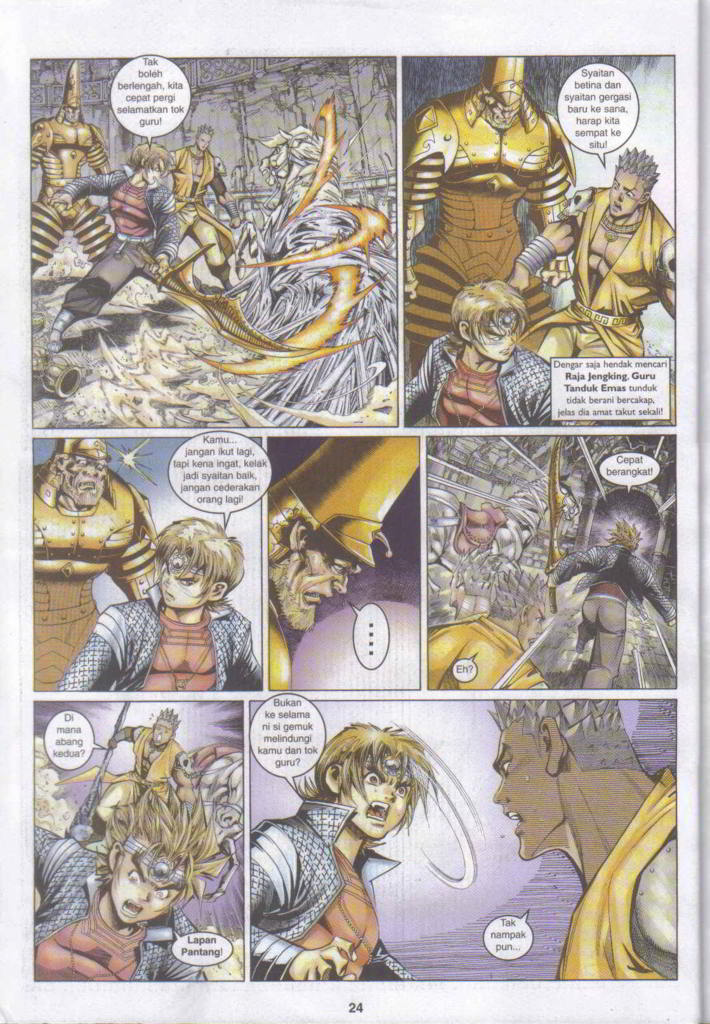 Tak
boleh
berlengah, kita
cepat pergi
selamatkan tok
guru!
Syaitan
betina dan
syaitan gergasi
baru ke sana,
harap kita
sempat ke
situ!
Dengar saja hendak mencari
Raja Jengking, Guru
Tanduk Emas tunduk
tidak berani bercakap,
jelas dia amat takut sekali!
Kamu...
jangan ikut lagi,
tapi kena ingat, kelak
jadi syaitan baik,
jangan cederakan
orang lagi!
....
Cepat
berangkat!
Eh?
Di
mana
abang
kedua?
Lapan
Pantang!
Bukan
ke selama
ni si gemuk
melindungi
kamu dan tok
guru?
Tak
nampak
pun...
24